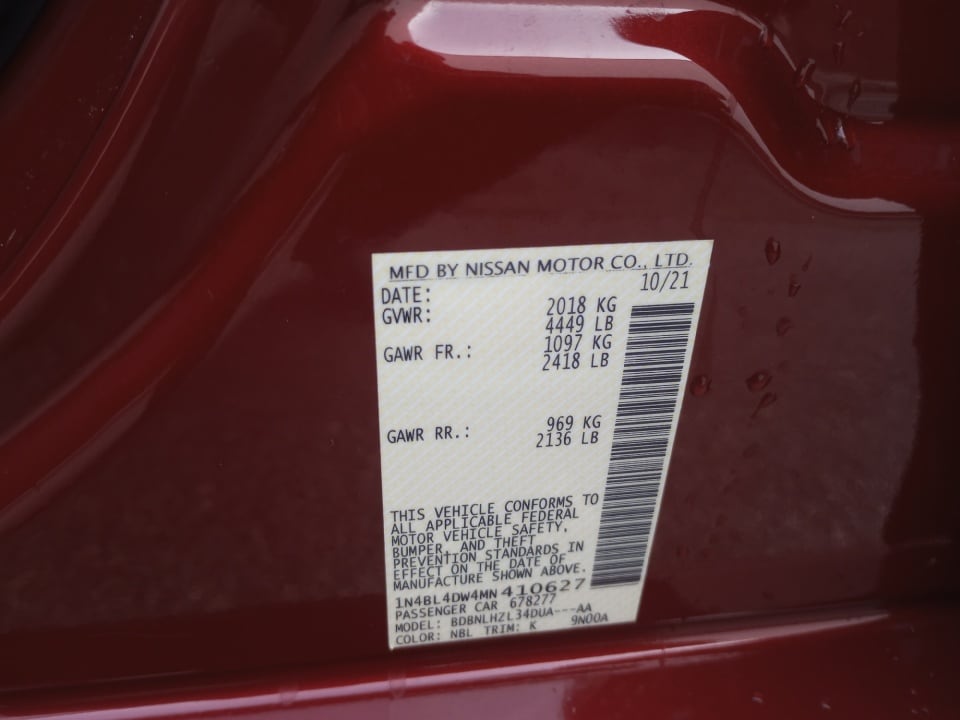 MFD BY NISSAN MOTOR CO., LTD.
DATE: 10/21
GVWR: 2018 KG
4449 LB
GAWR FR.: 1097 KG
2418 LB
GAWR RR.: 969 KG
2136 LB
THIS VEHICLE CONFORMS TO
ALL APPLICABLE FEDERAL
MOTOR VEHICLE SAFETY,
BUMPER, AND THEFT
PREVENTION STANDARDS IN
EFFECT ON THE DATE OF
MANUFACTURE SHOWN ABOVE.
1N4BL4DW4MN410627
PASSENGER CAR 678277
MODEL: BDBNLHZL34DUA---AA
COLOR: NBL TRIM: K 9N00A